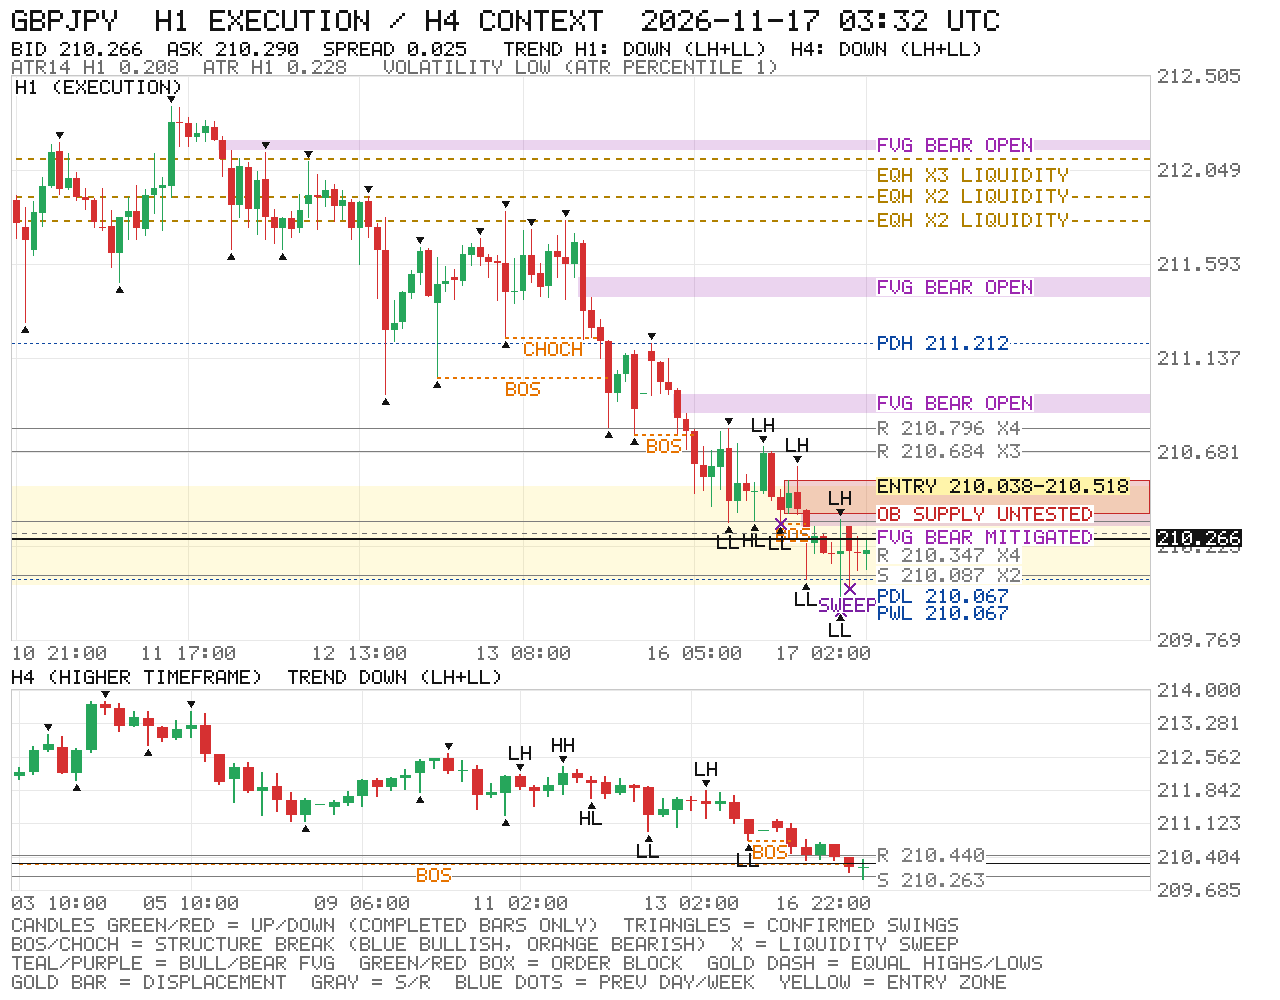 GBPJPY  H1 EXECUTION / H4 CONTEXT  2026-11-17 03:32 UTC
BID 210.266  ASK 210.290  SPREAD 0.025  TREND H1: DOWN (LH+LL)  H4: DOWN (LH+LL)
ATR14 H1 0.208  ATR H1 0.228  VOLATILITY LOW (ATR PERCENTILE 1)
212.505
H1 (EXECUTION)
FVG BEAR OPEN
212.049
EQH X3 LIQUIDITY
EQH X2 LIQUIDITY
EQH X2 LIQUIDITY
211.593
FVG BEAR OPEN
PDH 211.212
CHOCH
211.137
BOS
FVG BEAR OPEN
LH
R 210.796 X4
LH
BOS
R 210.684 X3
210.681
LH
ENTRY 210.038-210.518
OB SUPPLY UNTESTED
BOS
FVG BEAR MITIGATED
210.266
LL
HL
LL
R 210.347 X4
S 210.087 X2
LL
SWEEP
PDL 210.067
PWL 210.067
LL
209.769
10 21:00  11 17:00  12 13:00  13 08:00  16 05:00  17 02:00
H4 (HIGHER TIMEFRAME)  TREND DOWN (LH+LL)
214.000
213.281
LH
HH
212.562
LH
211.842
HL
211.123
LL
LL
BOS
R 210.440
210.404
BOS
S 210.263
209.685
03 10:00  05 10:00  09 06:00  11 02:00  13 02:00  16 22:00
CANDLES GREEN/RED = UP/DOWN (COMPLETED BARS ONLY)  TRIANGLES = CONFIRMED SWINGS
BOS/CHOCH = STRUCTURE BREAK (BLUE BULLISH, ORANGE BEARISH)  X = LIQUIDITY SWEEP
TEAL/PURPLE = BULL/BEAR FVG  GREEN/RED BOX = ORDER BLOCK  GOLD DASH = EQUAL HIGHS/LOWS
GOLD BAR = DISPLACEMENT  GRAY = S/R  BLUE DOTS = PREV DAY/WEEK  YELLOW = ENTRY ZONE